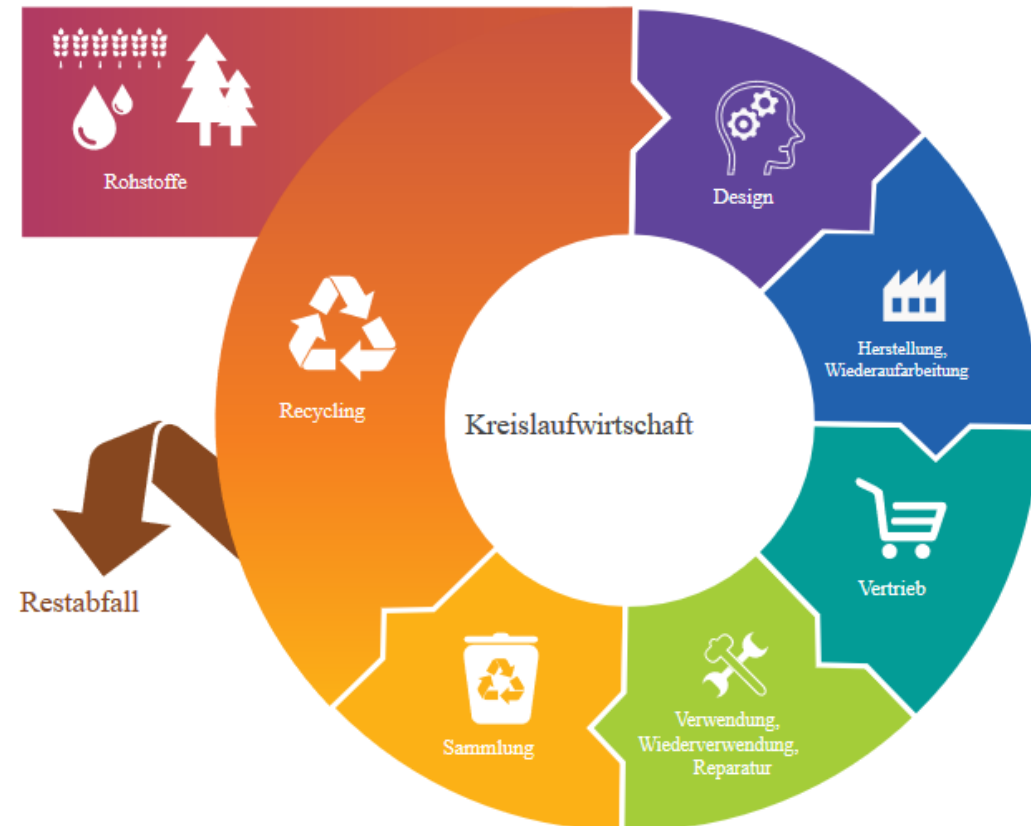 Rohstoffe
Design
Herstellung,
Wiederaufarbeitung
Recycling
Kreislaufwirtschaft
Vertrieb
Restabfall
Verwendung,
Wiederverwendung,
Reparatur
Sammlung